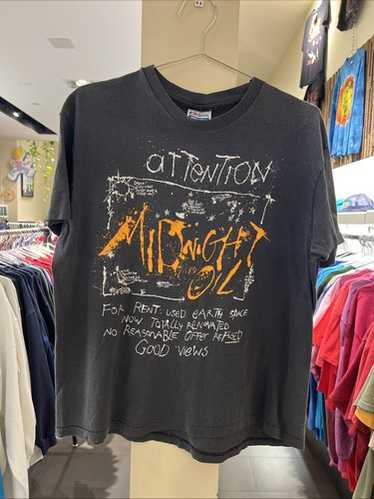 ATTENTION
MIDNIGHT
OIL
FOR RENT: USED EARTH SPACE
NOW TOTALLY RENOVATED
NO REASONABLE OFFER REFUSED
GOOD VIEWS